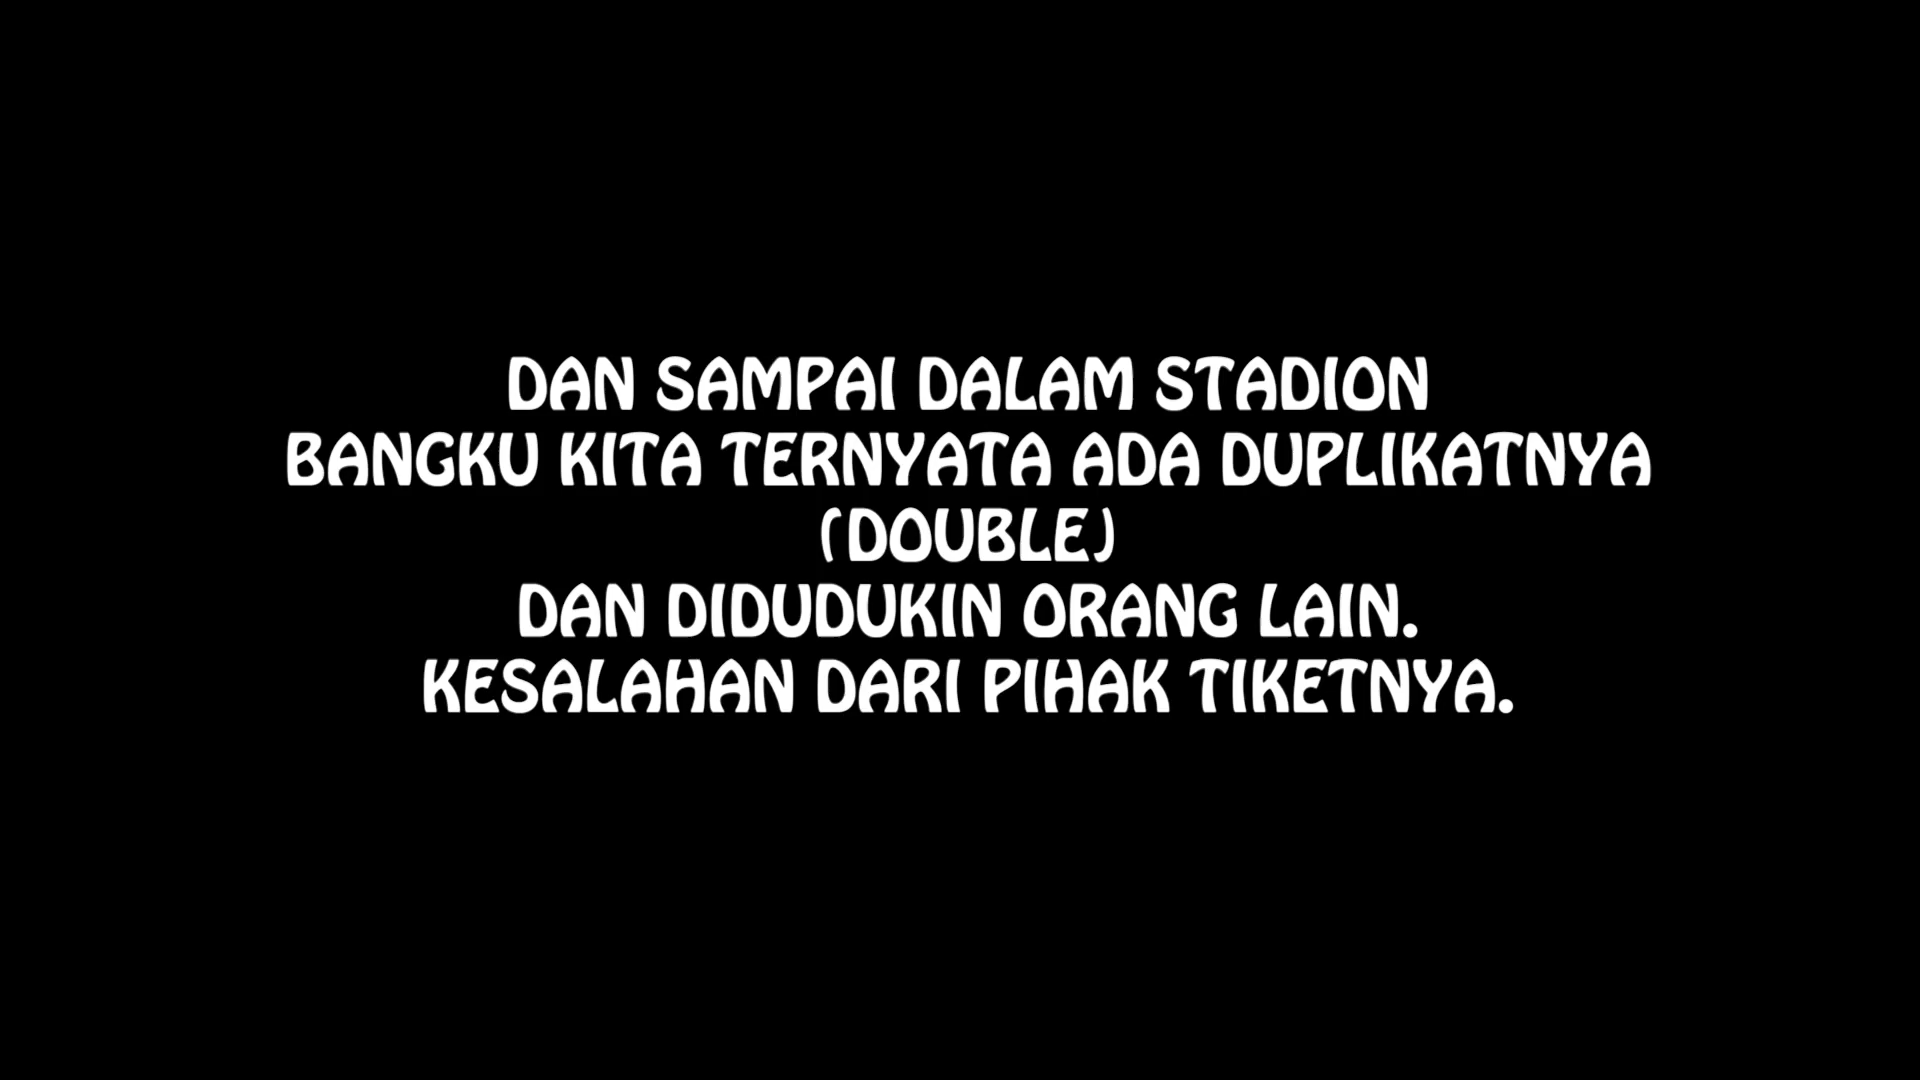 DAN SAMPAI DALAM STADION
BANGKU KITA TERNYATA ADA DUPLIKATNYA
(DOUBLE)
DAN DIDUDUKIN ORANG LAIN.
KESALAHAN DARI PIHAK TIKETNYA.